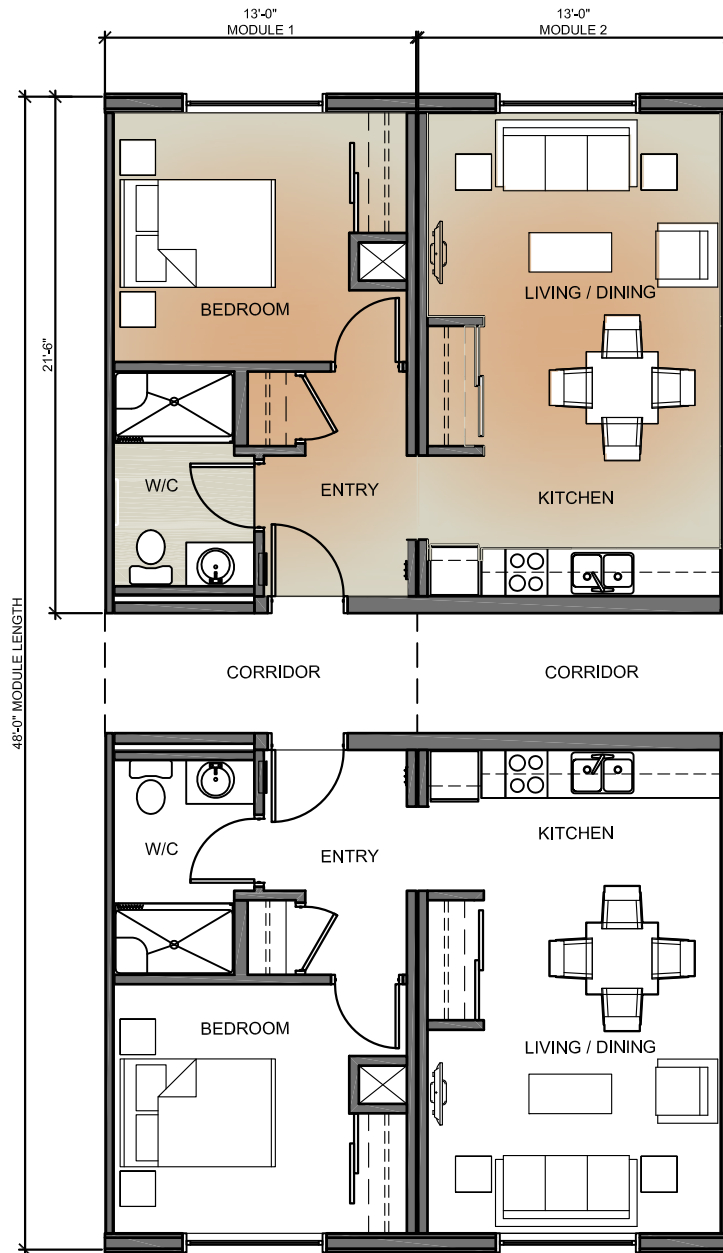 13'-0"
MODULE 1
13'-0"
MODULE 2
BEDROOM
LIVING / DINING
21'-6"
W/C
ENTRY
KITCHEN
CORRIDOR
CORRIDOR
48'-0" MODULE LENGTH
W/C
ENTRY
KITCHEN
BEDROOM
LIVING / DINING